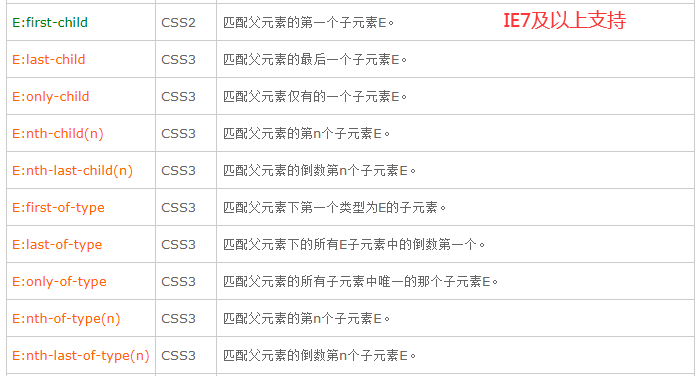 E:first-child CSS2 匹配父元素的第一个子元素E。 IE7及以上支持
E:last-child CSS3 匹配父元素的最后一个子元素E。
E:only-child CSS3 匹配父元素仅有的一个子元素E。
E:nth-child(n) CSS3 匹配父元素的第n个子元素E。
E:nth-last-child(n) CSS3 匹配父元素的倒数第n个子元素E。
E:first-of-type CSS3 匹配父元素下第一个类型为E的子元素。
E:last-of-type CSS3 匹配父元素下的所有E子元素中的倒数第一个。
E:only-of-type CSS3 匹配父元素的所有子元素中唯一的那个子元素E。
E:nth-of-type(n) CSS3 匹配父元素的第n个子元素E。
E:nth-last-of-type(n) CSS3 匹配父元素的倒数第n个子元素E。